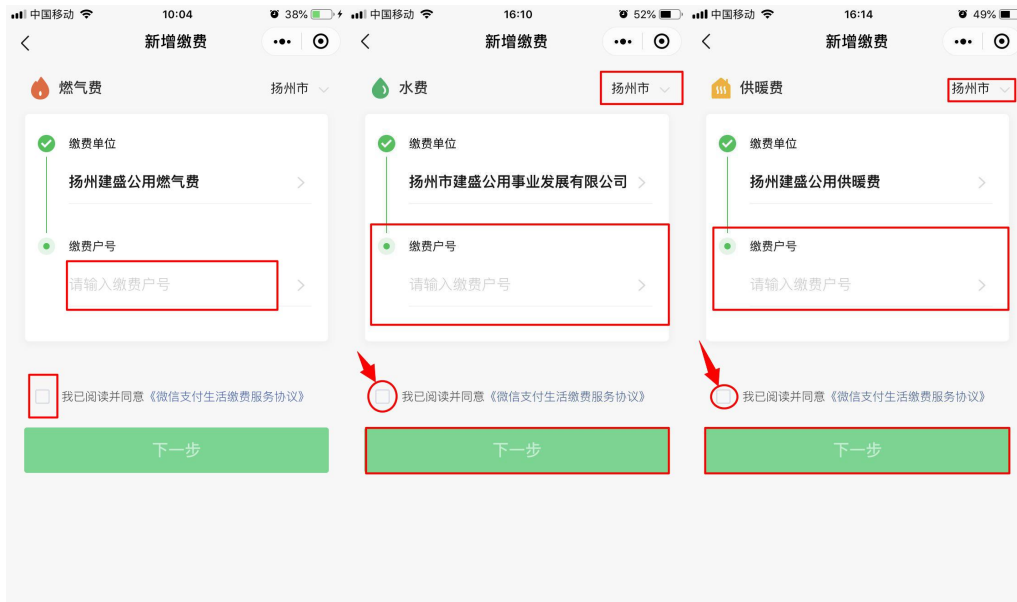 中国移动 10:04 38%
新增缴费
燃气费 扬州市
缴费单位
扬州建盛公用燃气费
缴费户号
请输入缴费户号
我已阅读并同意《微信支付生活缴费服务协议》
下一步
中国移动 16:10 52%
新增缴费
水费 扬州市
缴费单位
扬州市建盛公用事业发展有限公司
缴费户号
请输入缴费户号
我已阅读并同意《微信支付生活缴费服务协议》
下一步
中国移动 16:14 49%
新增缴费
供暖费 扬州市
缴费单位
扬州建盛公用供暖费
缴费户号
请输入缴费户号
我已阅读并同意《微信支付生活缴费服务协议》
下一步